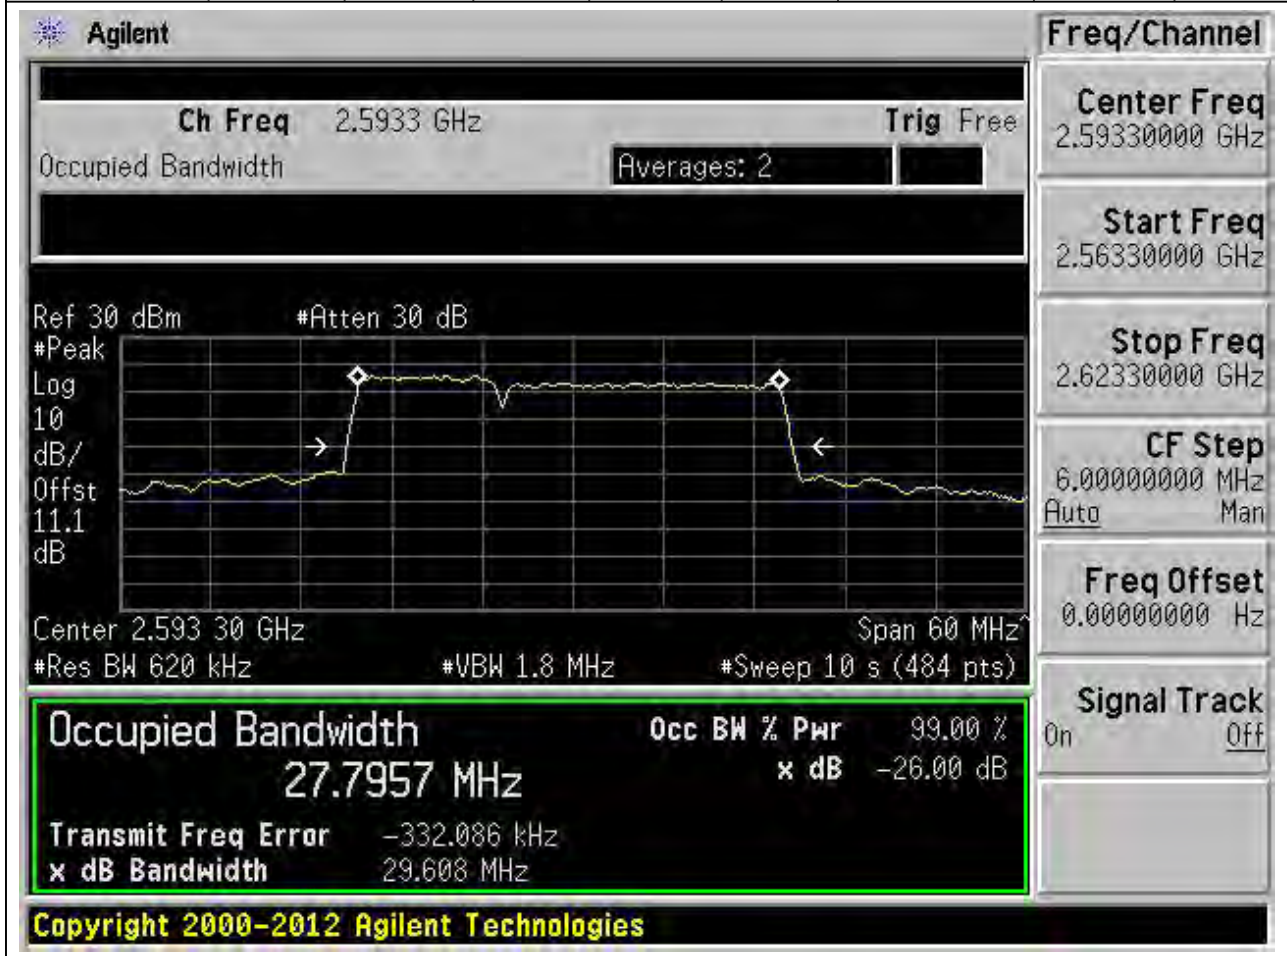 Agilent
Freq/Channel
Ch Freq 2.5933 GHz
Trig Free
Occupied Bandwidth
Averages: 2
Ref 30 dBm
#Atten 30 dB
#Peak
Log
10
dB/
Offst
11.1
dB
Center 2.593 30 GHz
Span 60 MHz^
#Res BW 620 kHz
#VBW 1.8 MHz
#Sweep 10 s (484 pts)
Occupied Bandwidth
27.7957 MHz
Occ BW % Pwr 99.00 %
x dB -26.00 dB
Transmit Freq Error -332.086 kHz
x dB Bandwidth 29.608 MHz
Copyright 2000-2012 Agilent Technologies
Center Freq
2.59330000 GHz
Start Freq
2.56330000 GHz
Stop Freq
2.62330000 GHz
CF Step
6.00000000 MHz
Auto Man
Freq Offset
0.00000000 Hz
Signal Track
On Off